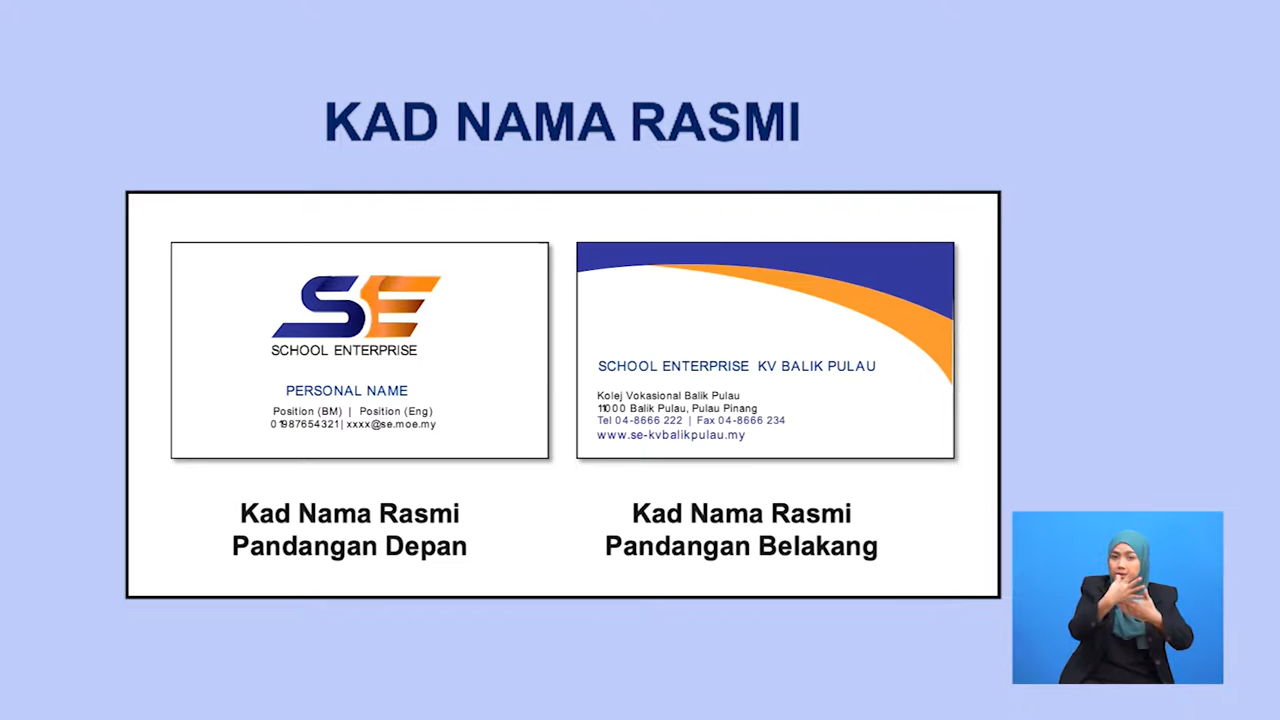 KAD NAMA RASMI
SE
SCHOOL ENTERPRISE
PERSONAL NAME
Position (BM) | Position (Eng)
01987654321| xxxx@se.moe.my
Kad Nama Rasmi
Pandangan Depan
SCHOOL ENTERPRISE KV BALIK PULAU
Kolej Vokasional Balik Pulau
11000 Balik Pulau, Pulau Pinang
Tel 04-8666 222 | Fax 04-8666 234
www.se-kvbalikpulau.my
Kad Nama Rasmi
Pandangan Belakang